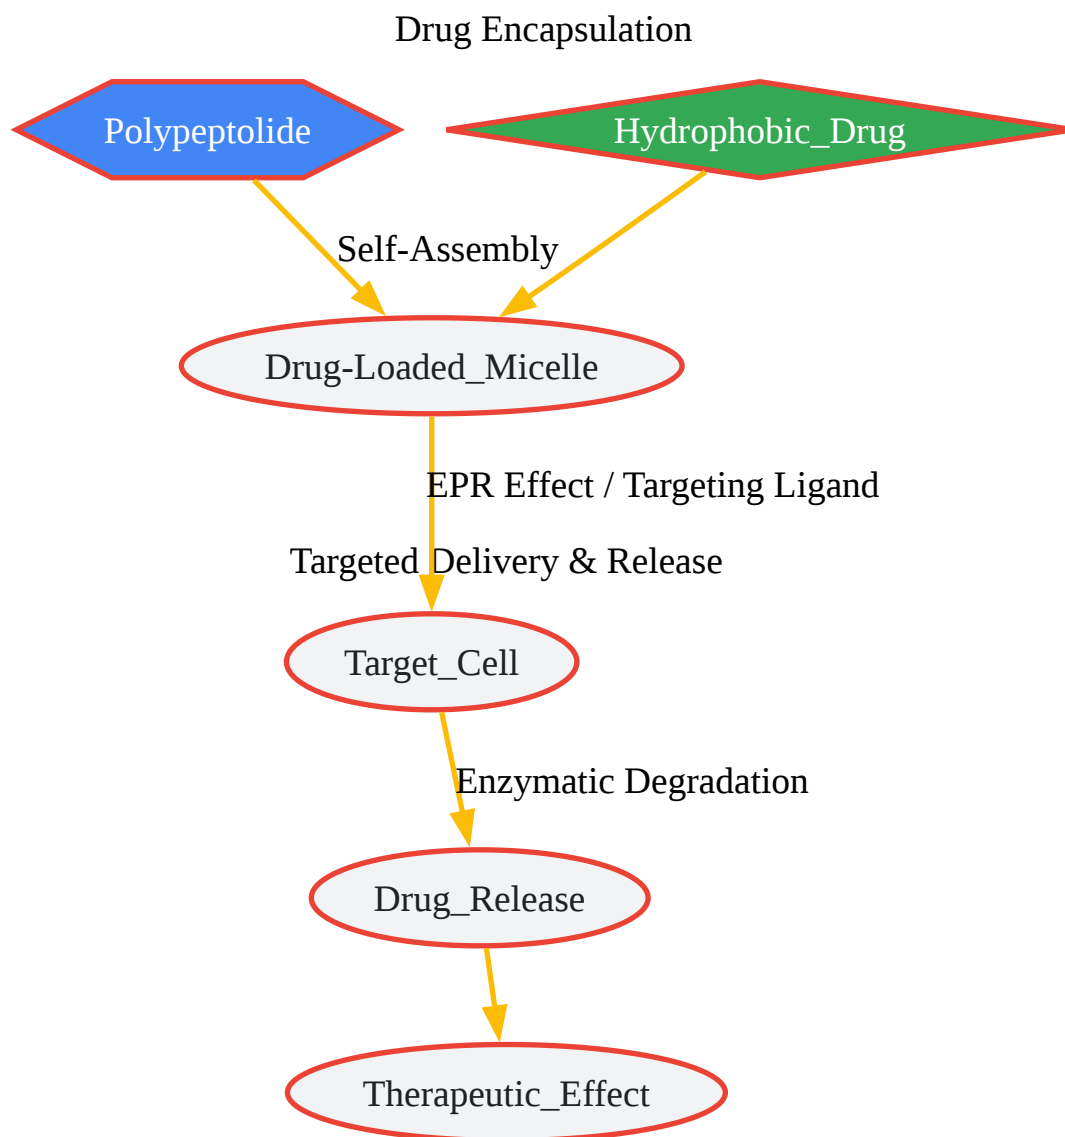 Drug Encapsulation
Polypeptolide
Hydrophobic_Drug
Self-Assembly
Drug-Loaded_Micelle
EPR Effect / Targeting Ligand
Targeted Delivery & Release
Target_Cell
Enzymatic Degradation
Drug_Release
Therapeutic_Effect